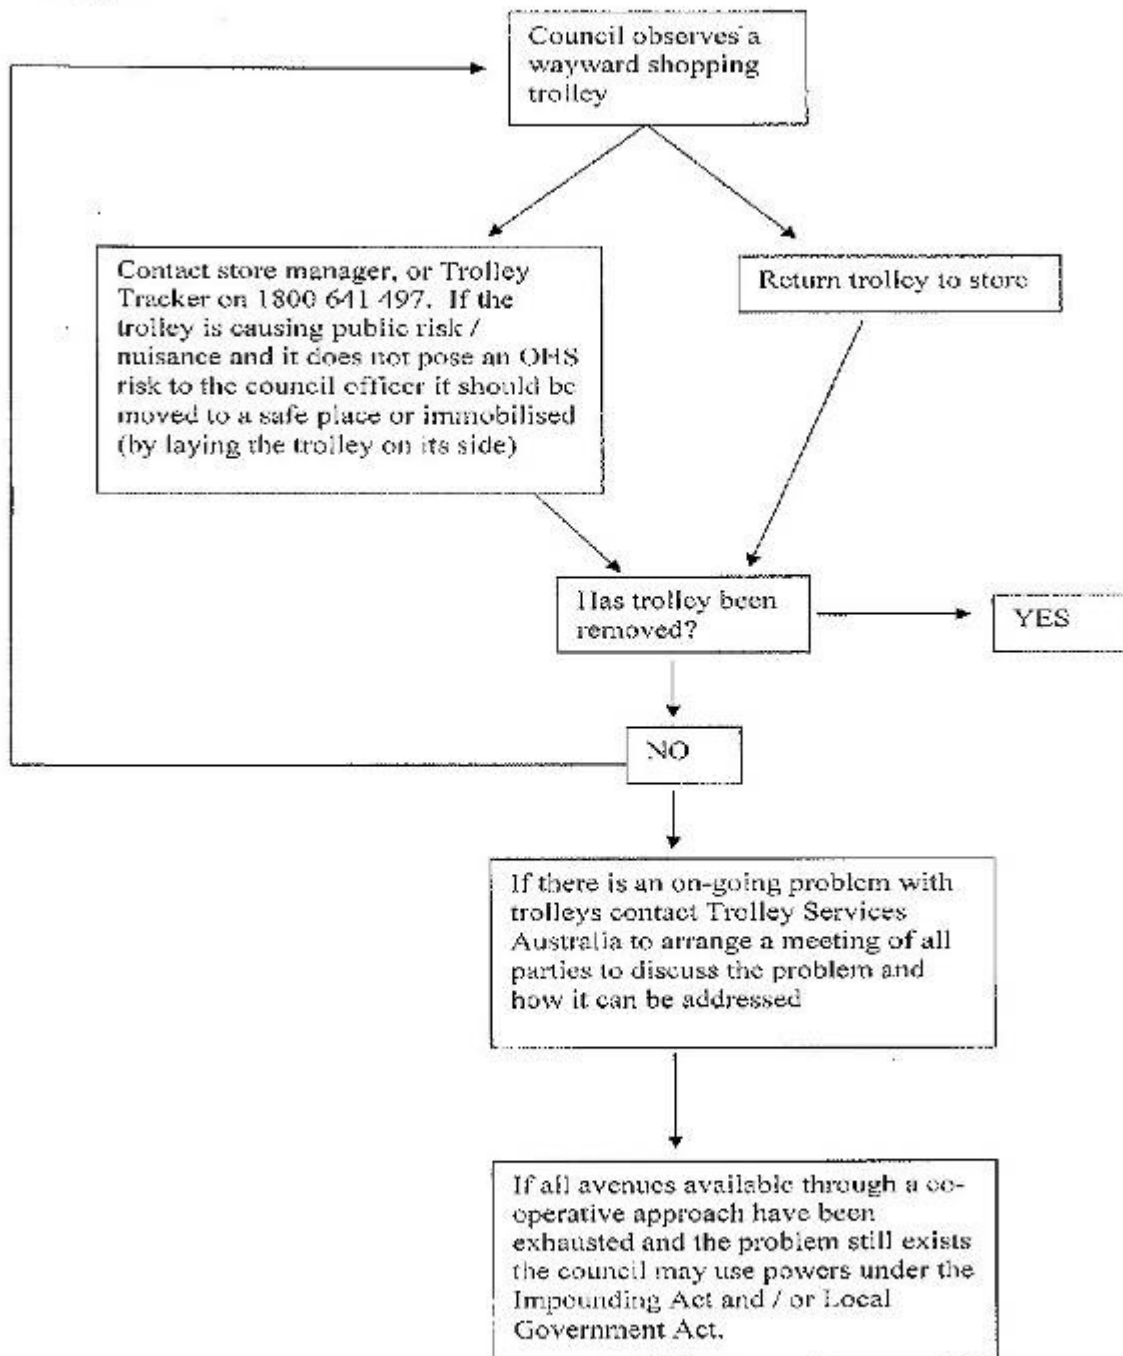 Council observes a
wayward shopping
trolley
Contact store manager, or Trolley
Tracker on 1800 641 497. If the
trolley is causing public risk /
nuisance and it does not pose an OHS
risk to the council officer it should be
moved to a safe place or immobilised
(by laying the trolley on its side)
Return trolley to store
Has trolley been
removed?
YES
NO
If there is an on-going problem with
trolleys contact Trolley Services
Australia to arrange a meeting of all
parties to discuss the problem and
how it can be addressed
If all avenues available through a co-
operative approach have been
exhausted and the problem still exists
the council may use powers under the
Impounding Act and / or Local
Government Act.